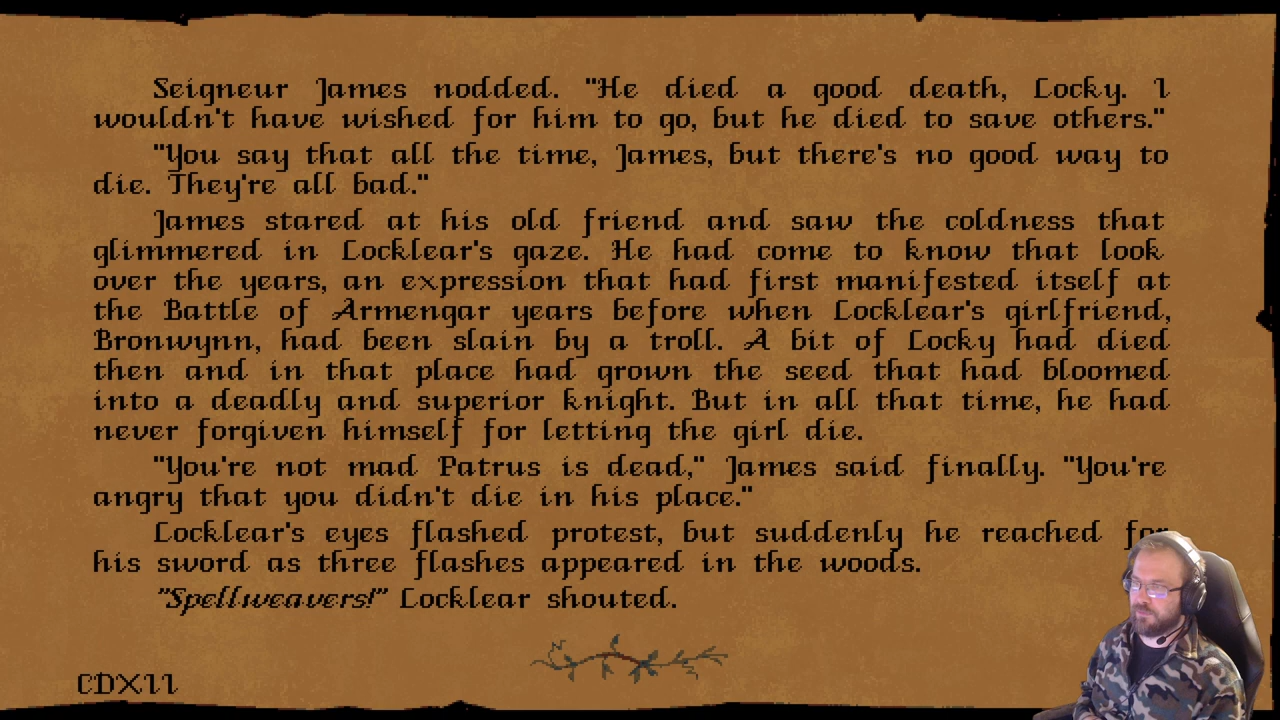 Seigneur James nodded. "He died a good death, Locky. I
wouldn't have wished for him to go, but he died to save others."
"You say that all the time, James, but there's no good way to
die. They're all bad."
James stared at his old friend and saw the coldness that
glimmered in Locklear's gaze. He had come to know that look
over the years, an expression that had first manifested itself at
the Battle of Armengar years before when Locklear's girlfriend,
Bronwynn, had been slain by a troll. A bit of Locky had died
then and in that place had grown the seed that had bloomed
into a deadly and superior knight. But in all that time, he had
never forgiven himself for letting the girl die.
"You're not mad Patrus is dead," James said finally. "You're
angry that you didn't die in his place."
Locklear's eyes flashed protest, but suddenly he reached for
his sword as three flashes appeared in the woods.
"Spellweavers!" Locklear shouted.
CDXII